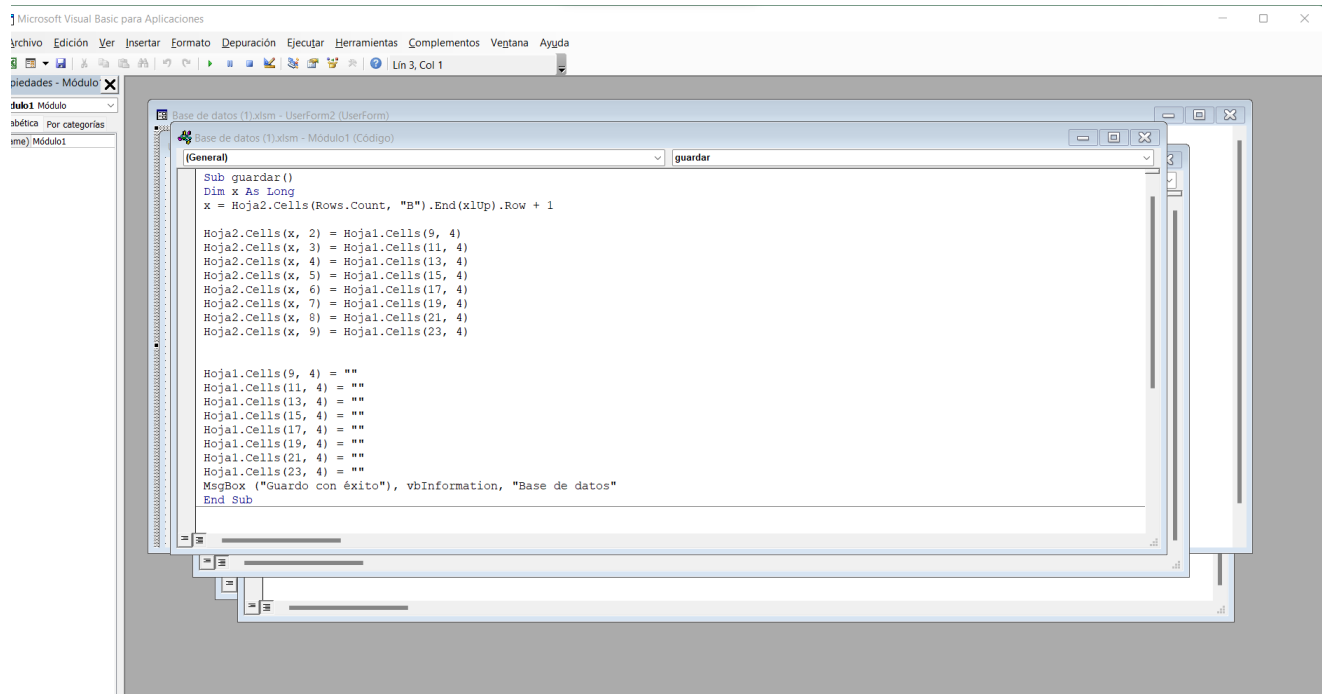 Microsoft Visual Basic para Aplicaciones
Archivo Edición Ver Insertar Formato Depuración Ejecutar Herramientas Complementos Ventana Ayuda
Lín 3, Col 1
piedades - Módulo
dulo1 Módulo
abética Por categorías
ame) Módulo1
Base de datos (1).xlsm - UserForm2 (UserForm)
Base de datos (1).xlsm - Módulo1 (Código)
(General) guardar
Sub guardar()
Dim x As Long
x = Hoja2.Cells(Rows.Count, "B").End(xlUp).Row + 1
Hoja2.Cells(x, 2) = Hoja1.Cells(9, 4)
Hoja2.Cells(x, 3) = Hoja1.Cells(11, 4)
Hoja2.Cells(x, 4) = Hoja1.Cells(13, 4)
Hoja2.Cells(x, 5) = Hoja1.Cells(15, 4)
Hoja2.Cells(x, 6) = Hoja1.Cells(17, 4)
Hoja2.Cells(x, 7) = Hoja1.Cells(19, 4)
Hoja2.Cells(x, 8) = Hoja1.Cells(21, 4)
Hoja2.Cells(x, 9) = Hoja1.Cells(23, 4)
Hoja1.Cells(9, 4) = ""
Hoja1.Cells(11, 4) = ""
Hoja1.Cells(13, 4) = ""
Hoja1.Cells(15, 4) = ""
Hoja1.Cells(17, 4) = ""
Hoja1.Cells(19, 4) = ""
Hoja1.Cells(21, 4) = ""
Hoja1.Cells(23, 4) = ""
MsgBox ("Guardo con éxito"), vbInformation, "Base de datos"
End Sub